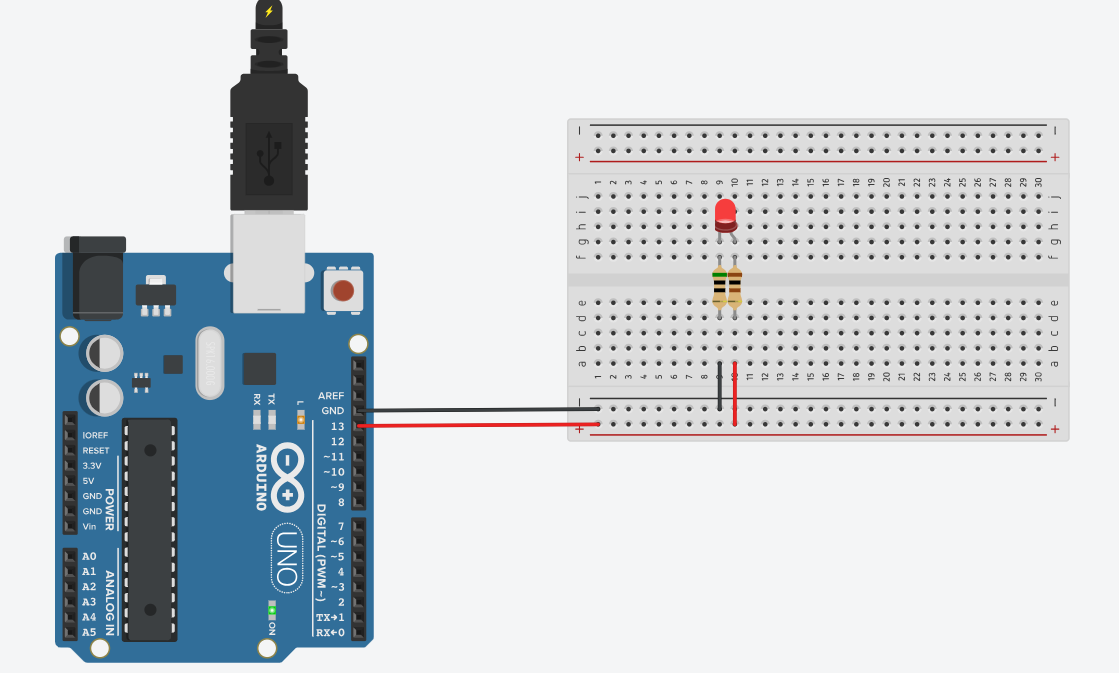 RX
TX
L
AREF
GND
13
12
~11
~10
~9
8
7
~6
~5
4
~3
2
TX→1
RX←0
DIGITAL (PWM~)
ARDUINO
UNO
ON
IOREF
RESET
3.3V
5V
GND
GND
Vin
POWER
A0
A1
A2
A3
A4
A5
ANALOG IN
− −
+ +
1 2 3 4 5 6 7 8 9 10 11 12 13 14 15 16 17 18 19 20 21 22 23 24 25 26 27 28 29 30
j j
i i
h h
g g
f f
e e
d d
c c
b b
a a
1 2 3 4 5 6 7 8 9 10 11 12 13 14 15 16 17 18 19 20 21 22 23 24 25 26 27 28 29 30
− −
+ +